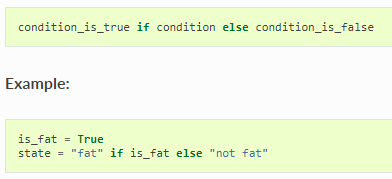 condition_is_true if condition else condition_is_false
Example:
is_fat = True
state = "fat" if is_fat else "not fat"